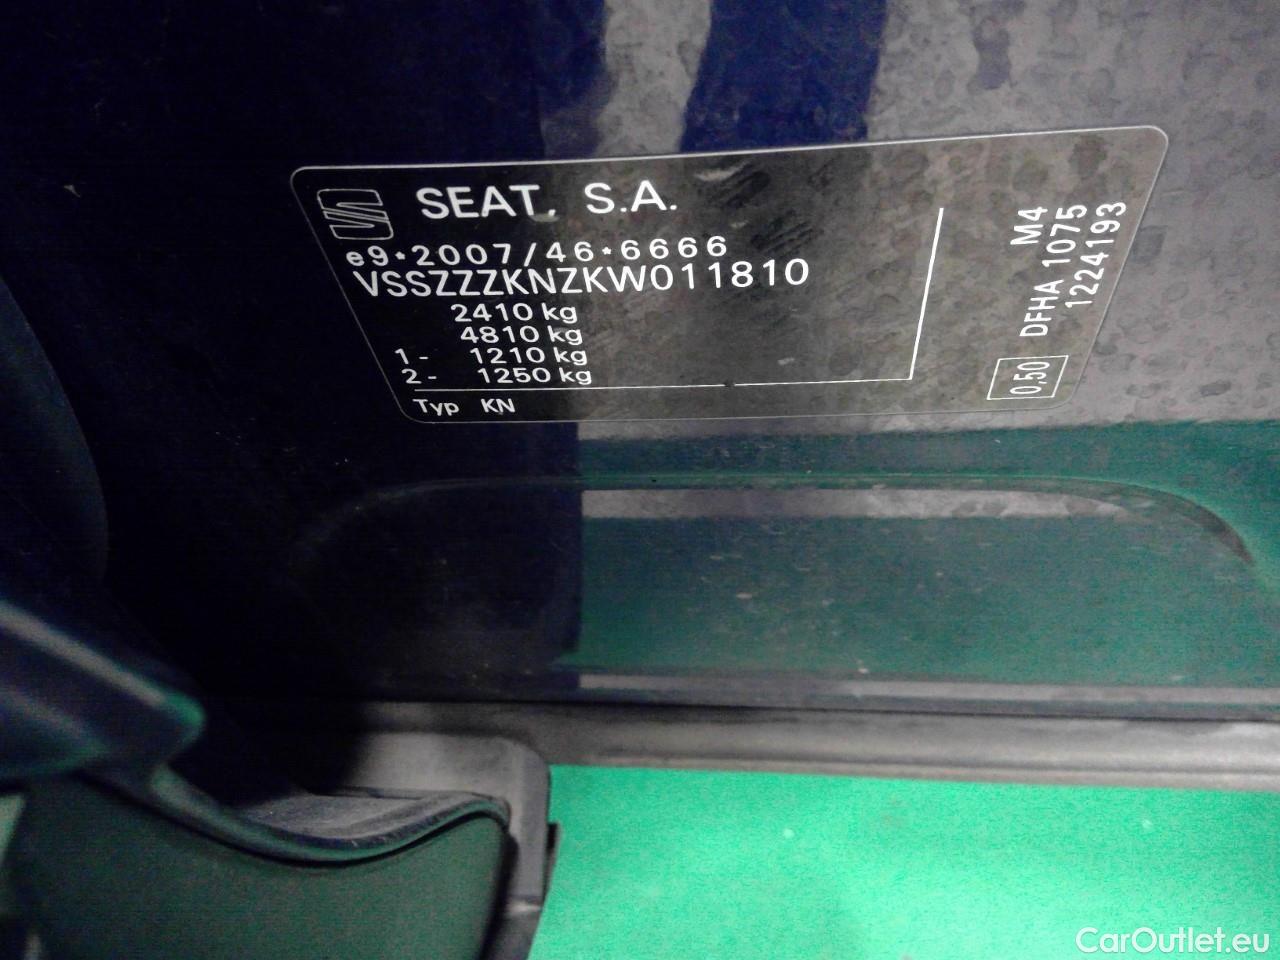 SEAT, S.A.
e9*2007/46*6666
VSSZZZKNZKW011810
2410 kg
4810 kg
1 - 1210 kg
2 - 1250 kg
Typ KN
M4
DFHA 1075
1224193
0,50
CarOutlet.eu